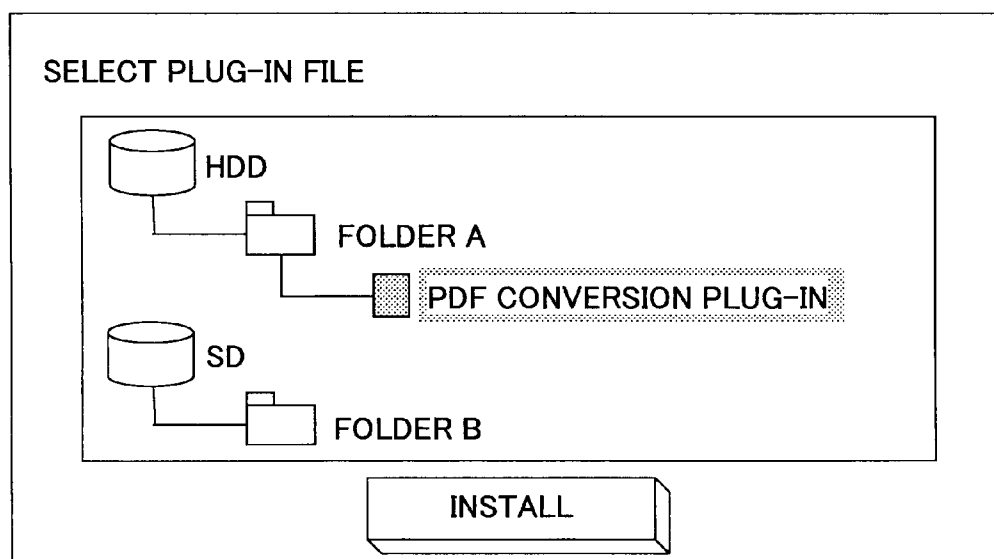 SELECT PLUG-IN FILE
HDD
FOLDER A
PDF CONVERSION PLUG-IN
SD
FOLDER B
INSTALL